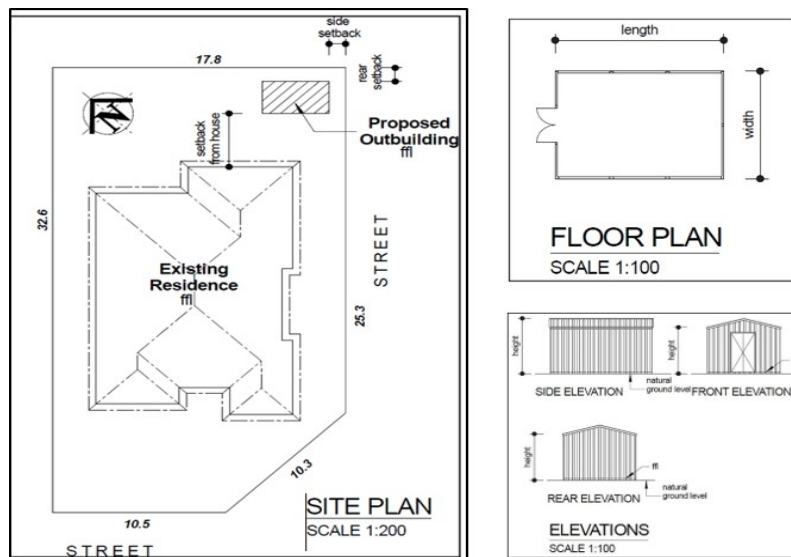 side
setback
17.8
rear
setback
N
setback
from house
Proposed
Outbuilding
ffl
32.6
STREET
Existing
Residence
ffl
25.3
10.3
10.5
STREET
SITE PLAN
SCALE 1:200
length
width
FLOOR PLAN
SCALE 1:100
height
height
SIDE ELEVATION
natural
ground level
FRONT ELEVATION
height
ffl
REAR ELEVATION
natural
ground level
ELEVATIONS
SCALE 1:100